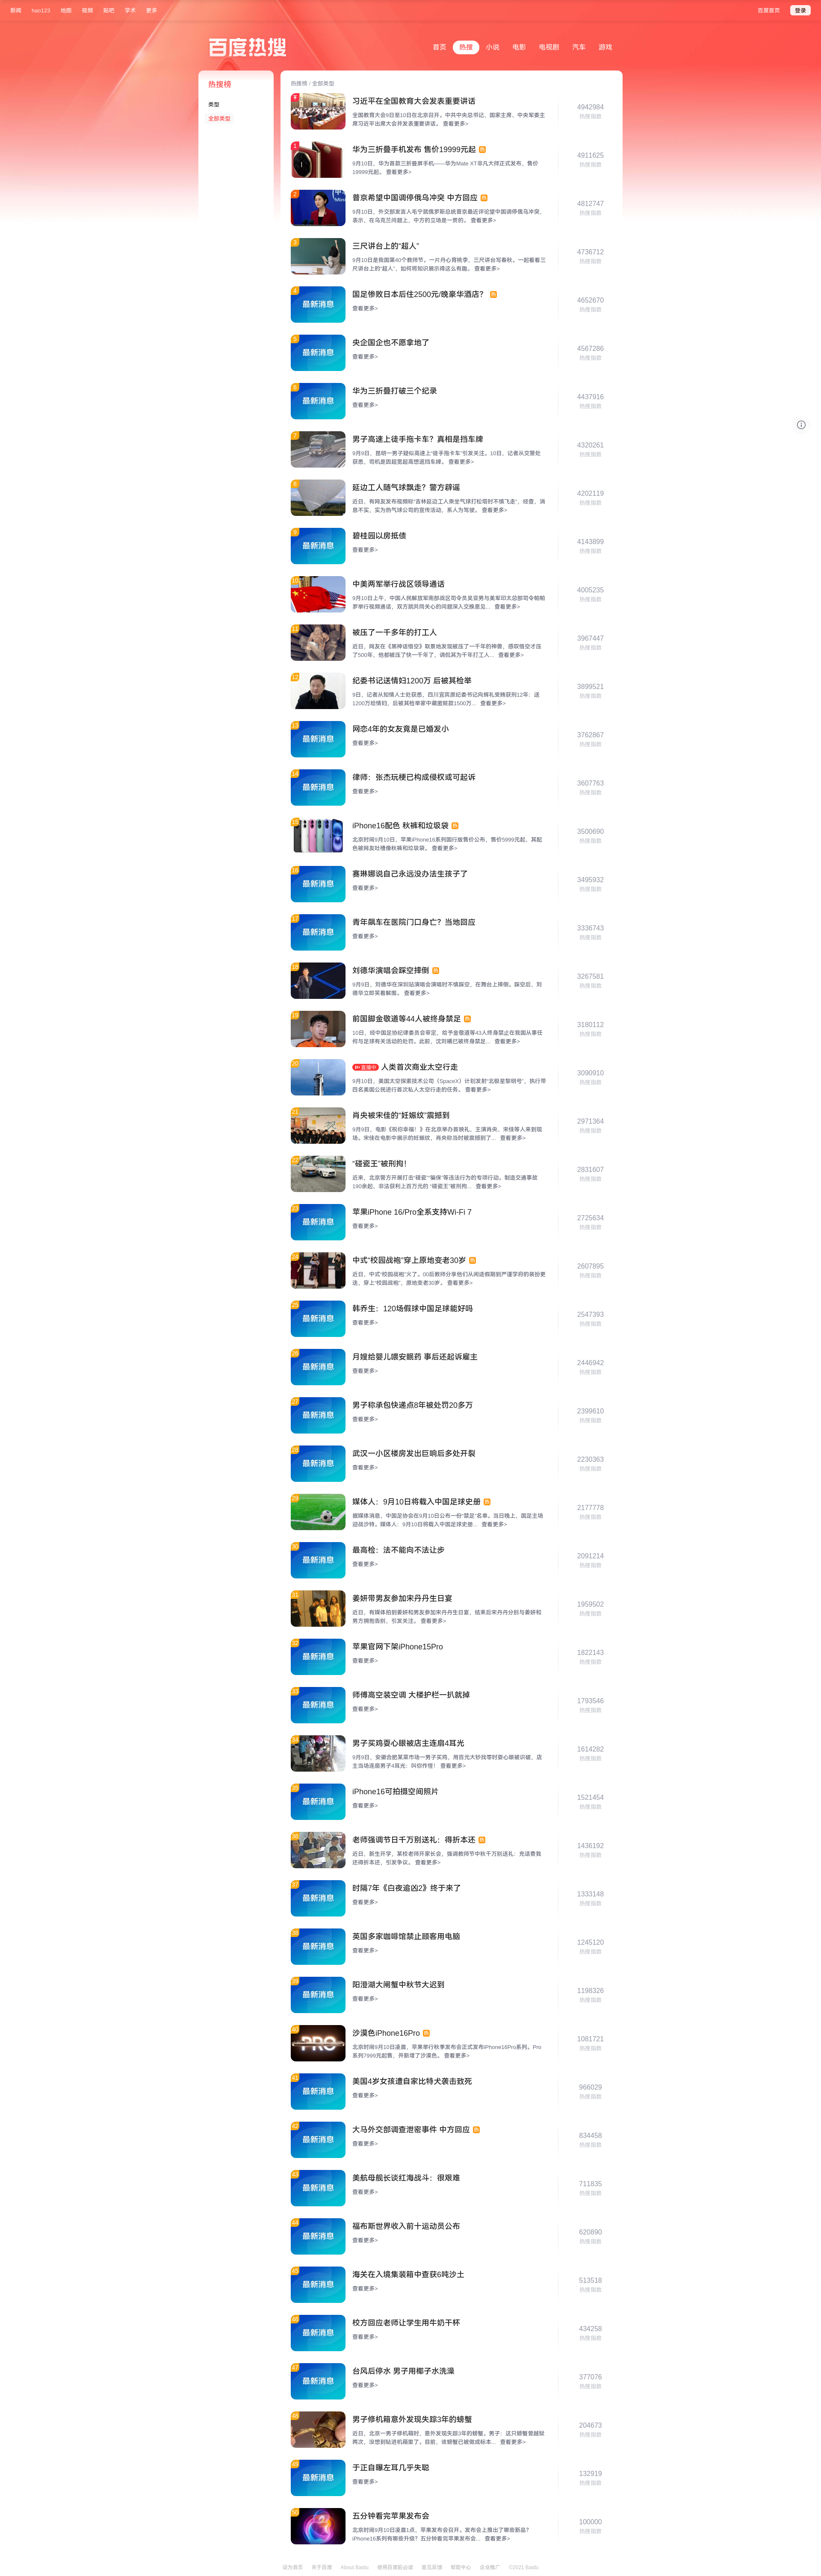 新闻 hao123 地图 视频 贴吧 学术 更多 百度首页 登录
百度热搜 首页 热搜 小说 电影 电视剧 汽车 游戏
热搜榜
类型
全部类型
热搜榜 / 全部类型
习近平在全国教育大会发表重要讲话
全国教育大会9日至10日在北京召开。中共中央总书记、国家主席、中央军委主
席习近平出席大会并发表重要讲话。 查看更多>
4942984
热搜指数
1
华为三折叠手机发布 售价19999元起 热
9月10日，华为首款三折叠屏手机——华为Mate XT非凡大师正式发布，售价
19999元起。 查看更多>
4911625
热搜指数
2
普京希望中国调停俄乌冲突 中方回应 热
9月10日，外交部发言人毛宁就俄罗斯总统普京最近评论望中国调停俄乌冲突，
表示，在乌克兰问题上，中方的立场是一贯的。 查看更多>
4812747
热搜指数
3
三尺讲台上的“超人”
9月10日是我国第40个教师节。一片丹心育桃李，三尺讲台写春秋。一起看看三
尺讲台上的“超人”，如何将知识展示得这么有趣。 查看更多>
4736712
热搜指数
4
最新消息
国足惨败日本后住2500元/晚豪华酒店？ 热
查看更多>
4652670
热搜指数
5
最新消息
央企国企也不愿拿地了
查看更多>
4567286
热搜指数
6
最新消息
华为三折叠打破三个纪录
查看更多>
4437916
热搜指数
7
男子高速上徒手拖卡车？真相是挡车牌
9月9日，昆明一男子疑似高速上“徒手拖卡车”引发关注。10日，记者从交警处
获悉，司机是因超宽超高想遮挡车牌。 查看更多>
4320261
热搜指数
8
延边工人随气球飘走？警方辟谣
近日，有网友发布视频称“吉林延边工人乘坐气球打松塔时不慎飞走”，经查，消
息不实，实为热气球公司的宣传活动，系人为驾驶。 查看更多>
4202119
热搜指数
9
最新消息
碧桂园以房抵债
查看更多>
4143899
热搜指数
10
中美两军举行战区领导通话
9月10日上午，中国人民解放军南部战区司令员吴亚男与美军印太总部司令帕帕
罗举行视频通话，双方就共同关心的问题深入交换意见... 查看更多>
4005235
热搜指数
11
被压了一千多年的打工人
近日，网友在《黑神话悟空》取景地发现被压了一千年的神兽，感叹悟空才压
了500年，他都被压了快一千年了，调侃其为千年打工人... 查看更多>
3967447
热搜指数
12
纪委书记送情妇1200万 后被其检举
9日，记者从知情人士处获悉，四川宜宾原纪委书记向辉礼受贿获刑12年：送
1200万给情妇，后被其检举家中藏匿赃款1500万... 查看更多>
3899521
热搜指数
13
最新消息
网恋4年的女友竟是已婚发小
查看更多>
3762867
热搜指数
14
最新消息
律师：张杰玩梗已构成侵权或可起诉
查看更多>
3607763
热搜指数
15
iPhone16配色 秋裤和垃圾袋 热
北京时间9月10日，苹果iPhone16系列国行版售价公布，售价5999元起，其配
色被网友吐槽像秋裤和垃圾袋。 查看更多>
3500690
热搜指数
16
最新消息
赛琳娜说自己永远没办法生孩子了
查看更多>
3495932
热搜指数
17
最新消息
青年飙车在医院门口身亡？当地回应
查看更多>
3336743
热搜指数
18
刘德华演唱会踩空摔倒 热
9月9日，刘德华在深圳站演唱会演唱时不慎踩空，在舞台上摔倒。踩空后，刘
德华立即笑着解围。 查看更多>
3267581
热搜指数
19
前国脚金敬道等44人被终身禁足 热
10日，经中国足协纪律委员会审定，给予金敬道等43人终身禁止在我国从事任
何与足球有关活动的处罚。此前，沈刘曦已被终身禁足... 查看更多>
3180112
热搜指数
20
直播中 人类首次商业太空行走
9月10日，美国太空探索技术公司（SpaceX）计划发射“北极星黎明号”，执行带
四名美国公民进行首次私人太空行走的任务。 查看更多>
3090910
热搜指数
21
肖央被宋佳的“妊娠纹”震撼到
9月9日，电影《祝你幸福！》在北京举办首映礼，主演肖央、宋佳等人来到现
场。宋佳在电影中展示的妊娠纹，肖央称当时被震撼到了... 查看更多>
2971364
热搜指数
22
“碰瓷王”被刑拘！
近来，北京警方开展打击“碰瓷”“骗保”等违法行为的专项行动。制造交通事故
190余起、非法获利上百万元的 “碰瓷王”被刑拘... 查看更多>
2831607
热搜指数
23
最新消息
苹果iPhone 16/Pro全系支持Wi-Fi 7
查看更多>
2725634
热搜指数
24
中式“校园战袍”穿上原地变老30岁 热
近日，中式“校园战袍”火了。00后教师分享他们从闲适假期到严谨学府的装扮更
迭，穿上“校园战袍”，原地变老30岁。 查看更多>
2607895
热搜指数
25
最新消息
韩乔生：120场假球中国足球能好吗
查看更多>
2547393
热搜指数
26
最新消息
月嫂给婴儿喂安眠药 事后还起诉雇主
查看更多>
2446942
热搜指数
27
最新消息
男子称承包快递点8年被处罚20多万
查看更多>
2399610
热搜指数
28
最新消息
武汉一小区楼房发出巨响后多处开裂
查看更多>
2230363
热搜指数
29
媒体人：9月10日将载入中国足球史册 热
据媒体消息，中国足协会在9月10日公布一份“禁足”名单。当日晚上，国足主场
迎战沙特。媒体人：9月10日将载入中国足球史册... 查看更多>
2177778
热搜指数
30
最新消息
最高检：法不能向不法让步
查看更多>
2091214
热搜指数
31
姜妍带男友参加宋丹丹生日宴
近日，有媒体拍到姜妍和男友参加宋丹丹生日宴，结束后宋丹丹分别与姜妍和
男方拥抱告别，引发关注。 查看更多>
1959502
热搜指数
32
最新消息
苹果官网下架iPhone15Pro
查看更多>
1822143
热搜指数
33
最新消息
师傅高空装空调 大楼护栏一扒就掉
查看更多>
1793546
热搜指数
34
男子买鸡耍心眼被店主连扇4耳光
9月9日，安徽合肥某菜市场一男子买鸡，用百元大钞找零时耍心眼被识破，店
主当场连扇男子4耳光：叫你作怪！ 查看更多>
1614282
热搜指数
35
最新消息
iPhone16可拍摄空间照片
查看更多>
1521454
热搜指数
36
老师强调节日千万别送礼：得折本还 热
近日，新生开学，某校老师开家长会，强调教师节中秋千万别送礼：充话费我
还得折本还，引发争议。 查看更多>
1436192
热搜指数
37
最新消息
时隔7年《白夜追凶2》终于来了
查看更多>
1333148
热搜指数
38
最新消息
英国多家咖啡馆禁止顾客用电脑
查看更多>
1245120
热搜指数
39
最新消息
阳澄湖大闸蟹中秋节大迟到
查看更多>
1198326
热搜指数
40
沙漠色iPhone16Pro 热
北京时间9月10日凌晨，苹果举行秋季发布会正式发布iPhone16Pro系列。Pro
系列7999元起售，并新增了沙漠色。 查看更多>
1081721
热搜指数
41
最新消息
美国4岁女孩遭自家比特犬袭击致死
查看更多>
966029
热搜指数
42
最新消息
大马外交部调查泄密事件 中方回应 热
查看更多>
834458
热搜指数
43
最新消息
美航母舰长谈红海战斗：很艰难
查看更多>
711835
热搜指数
44
最新消息
福布斯世界收入前十运动员公布
查看更多>
620890
热搜指数
45
最新消息
海关在入境集装箱中查获6吨沙土
查看更多>
513518
热搜指数
46
最新消息
校方回应老师让学生用牛奶干杯
查看更多>
434258
热搜指数
47
最新消息
台风后停水 男子用椰子水洗澡
查看更多>
377076
热搜指数
48
男子修机箱意外发现失踪3年的螃蟹
近日，北京一男子修机箱时，意外发现失踪3年的螃蟹。男子：这只螃蟹曾越狱
两次，没想到钻进机箱里了。目前，该螃蟹已被做成标本... 查看更多>
204673
热搜指数
49
最新消息
于正自曝左耳几乎失聪
查看更多>
132919
热搜指数
50
五分钟看完苹果发布会
北京时间9月10日凌晨1点，苹果发布会召开。发布会上推出了哪些新品？
iPhone16系列有哪些升级？五分钟看完苹果发布会... 查看更多>
100000
热搜指数
设为首页 关于百度 About Baidu 使用百度前必读 意见反馈 帮助中心 企业推广 ©2021 Baidu